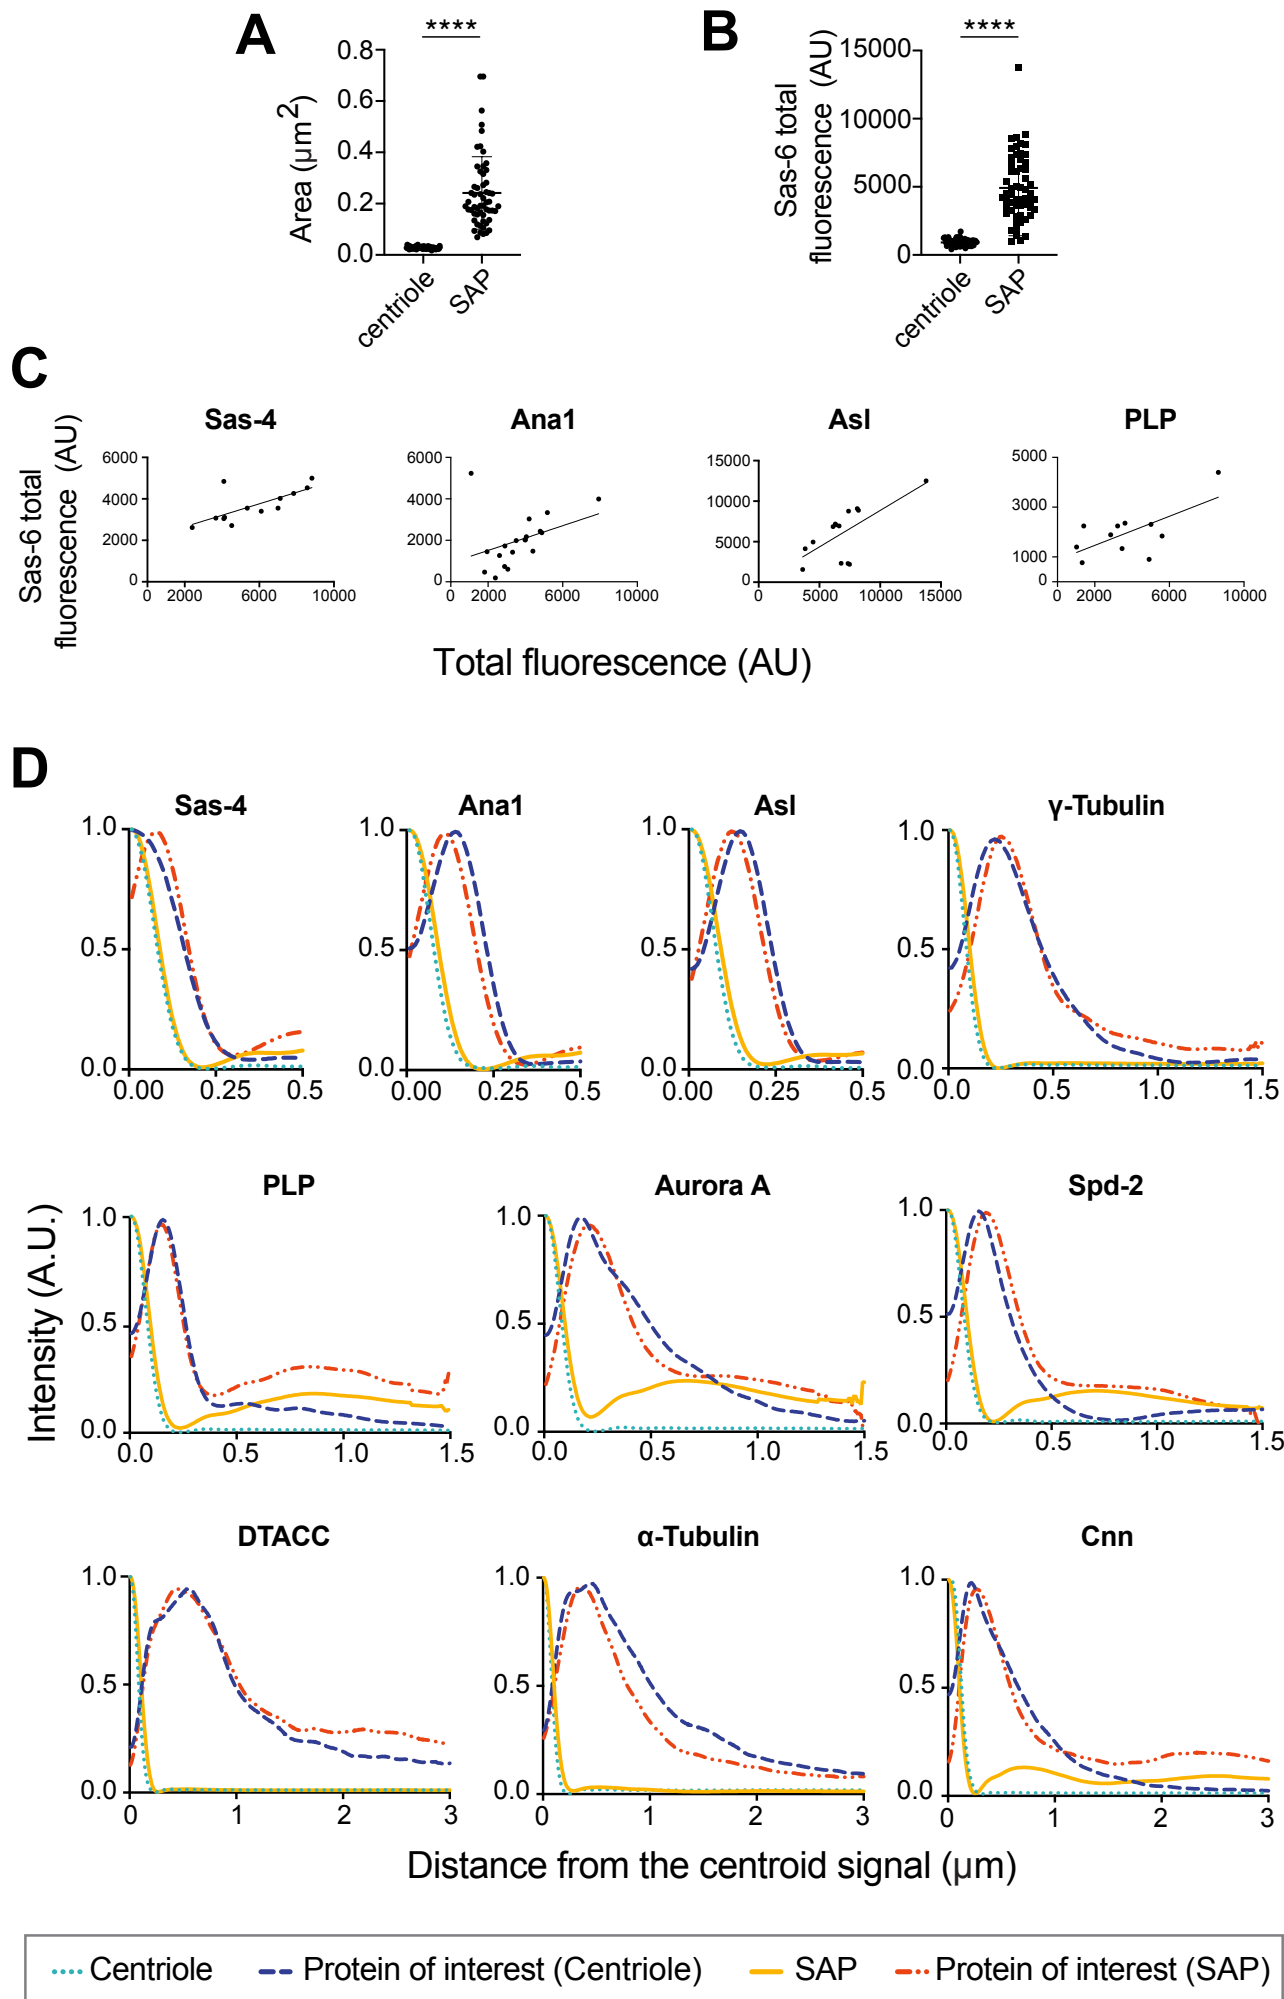 A
B
****
****
0.8
0.6
0.4
0.2
0.0
Area (µm²)
centriole
SAP
15000
10000
5000
0
Sas-6 total
fluorescence (AU)
centriole
SAP
C
Sas-4
Ana1
Asl
PLP
Sas-6 total
fluorescence (AU)
6000
4000
2000
0
0 2000 6000 10000
6000
4000
2000
0
0 2000 6000 10000
15000
10000
5000
0
0 5000 10000 15000
5000
3000
1000
0
0 2000 6000 10000
Total fluorescence (AU)
D
Sas-4
Ana1
Asl
γ-Tubulin
1.0
0.5
0.0
0.00 0.25 0.5
1.0
0.5
0.0
0.00 0.25 0.5
1.0
0.5
0.0
0.00 0.25 0.5
1.0
0.5
0.0
0.0 0.5 1.0 1.5
Intensity (A.U.)
PLP
Aurora A
Spd-2
1.0
0.5
0.0
0.0 0.5 1.0 1.5
1.0
0.5
0.0
0.0 0.5 1.0 1.5
1.0
0.5
0.0
0.0 0.5 1.0 1.5
DTACC
α-Tubulin
Cnn
1.0
0.5
0.0
0 1 2 3
1.0
0.5
0.0
0 1 2 3
1.0
0.5
0.0
0 1 2 3
Distance from the centroid signal (µm)
Centriole Protein of interest (Centriole) SAP Protein of interest (SAP)